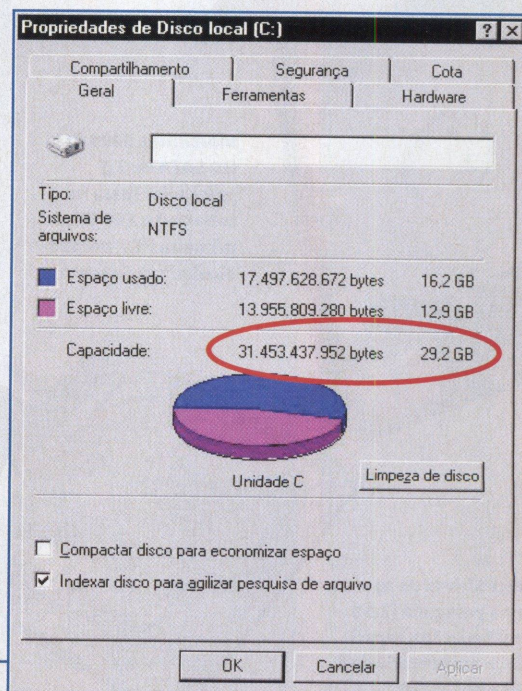 Propriedades de Disco local (C:)
Compartilhamento Segurança Cota
Geral Ferramentas Hardware
Tipo: Disco local
Sistema de
arquivos: NTFS
Espaço usado: 17.497.628.672 bytes 16,2 GB
Espaço livre: 13.955.809.280 bytes 12,9 GB
Capacidade: 31.453.437.952 bytes 29,2 GB
Unidade C
Limpeza de disco
Compactar disco para economizar espaço
Indexar disco para agilizar pesquisa de arquivo
OK Cancelar Aplicar